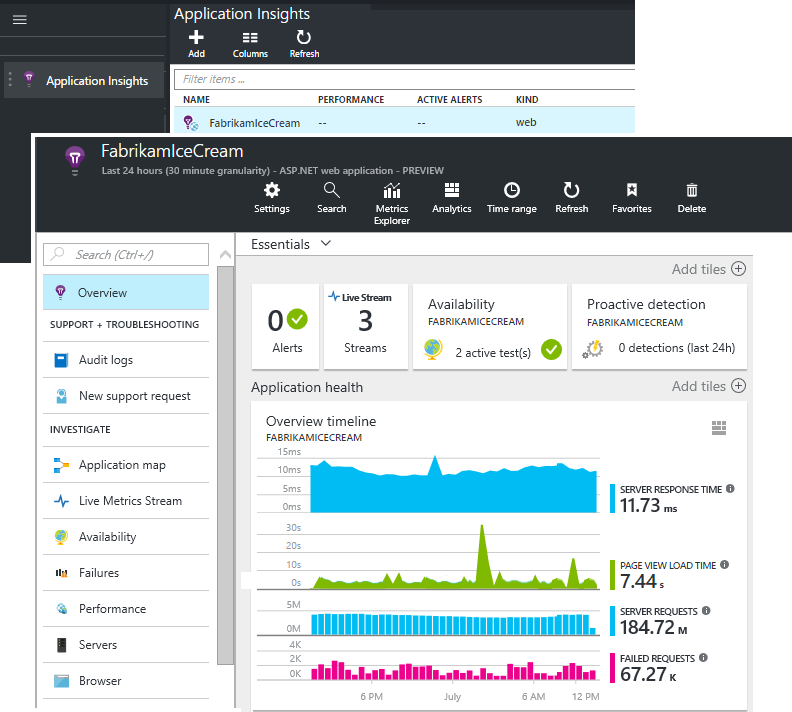 Application Insights
Add
Columns
Refresh
Application Insights
Filter items ...
NAME PERFORMANCE ACTIVE ALERTS KIND
FabrikamIceCream -- -- web
FabrikamIceCream
Last 24 hours (30 minute granularity) - ASP.NET web application - PREVIEW
Settings
Search
Metrics
Explorer
Analytics
Time range
Refresh
Favorites
Delete
Search (Ctrl+/)
Overview
SUPPORT + TROUBLESHOOTING
Audit logs
New support request
INVESTIGATE
Application map
Live Metrics Stream
Availability
Failures
Performance
Servers
Browser
Essentials
Add tiles
0
Alerts
Live Stream
3
Streams
Availability
FABRIKAMICECREAM
2 active test(s)
Proactive detection
FABRIKAMICECREAM
0 detections (last 24h)
Application health
Add tiles
Overview timeline
FABRIKAMICECREAM
15ms
10ms
5ms
0ms
SERVER RESPONSE TIME
11.73 ms
30s
20s
10s
0s
PAGE VIEW LOAD TIME
7.44 s
5M
0M
SERVER REQUESTS
184.72 M
4K
2K
0K
FAILED REQUESTS
67.27 K
6 PM July 6 AM 12 PM